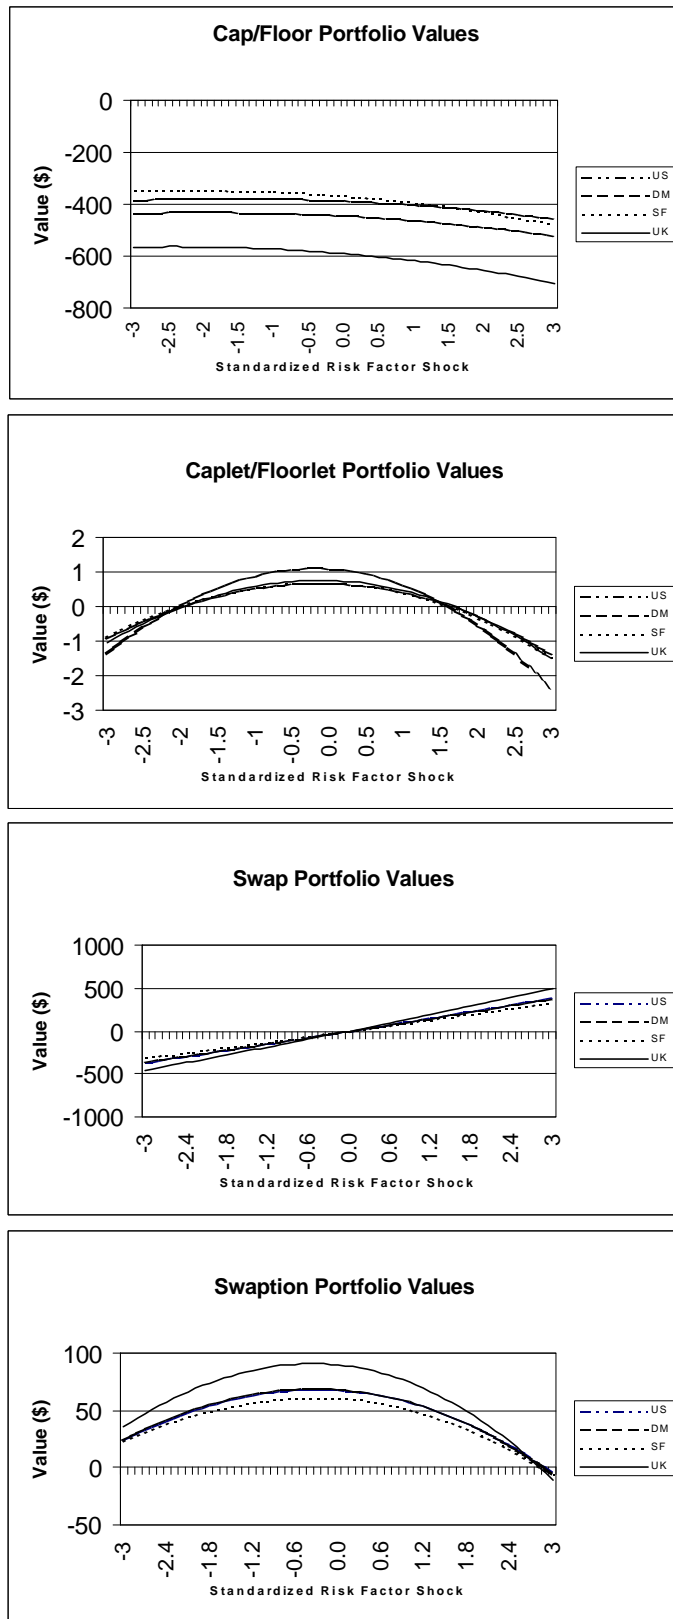 Cap/Floor Portfolio Values
0
-200
-400
-600
-800
Value ($)
-3
-2.5
-2
-1.5
-1
-0.5
0.0
0.5
1
1.5
2
2.5
3
Standardized Risk Factor Shock
US
DM
SF
UK
Caplet/Floorlet Portfolio Values
2
1
0
-1
-2
-3
Value ($)
-3
-2.5
-2
-1.5
-1
-0.5
0.0
0.5
1
1.5
2
2.5
3
Standardized Risk Factor Shock
US
DM
SF
UK
Swap Portfolio Values
1000
500
0
-500
-1000
Value ($)
-3
-2.4
-1.8
-1.2
-0.6
0.0
0.6
1.2
1.8
2.4
3
Standardized Risk Factor Shock
US
DM
SF
UK
Swaption Portfolio Values
100
50
0
-50
Value ($)
-3
-2.4
-1.8
-1.2
-0.6
0.0
0.6
1.2
1.8
2.4
3
Standardized Risk Factor Shock
US
DM
SF
UK